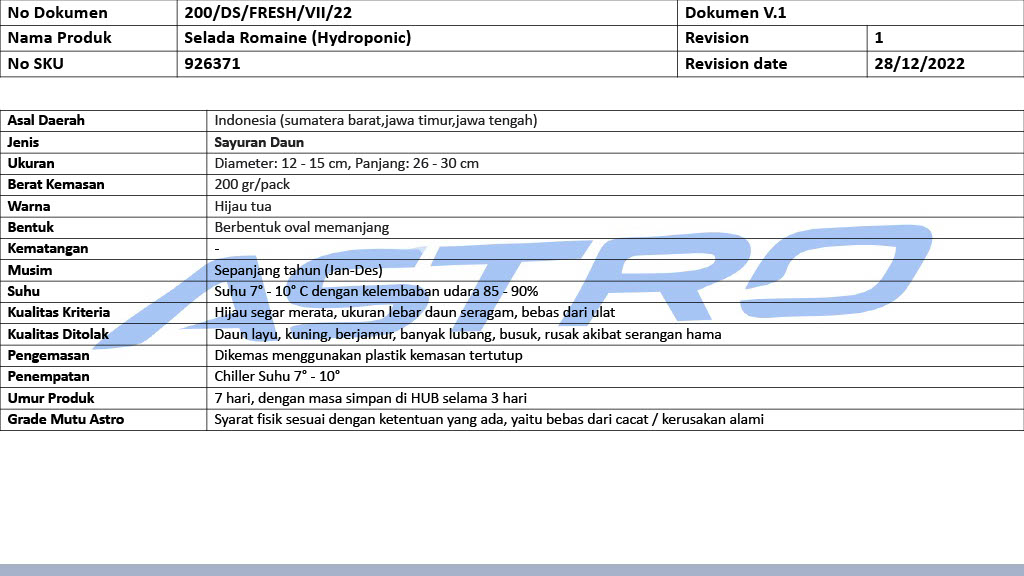 No Dokumen 200/DS/FRESH/VII/22 Dokumen V.1
Nama Produk Selada Romaine (Hydroponic) Revision 1
No SKU 926371 Revision date 28/12/2022
Asal Daerah Indonesia (sumatera barat,jawa timur,jawa tengah)
Jenis Sayuran Daun
Ukuran Diameter: 12 - 15 cm, Panjang: 26 - 30 cm
Berat Kemasan 200 gr/pack
Warna Hijau tua
Bentuk Berbentuk oval memanjang
Kematangan -
Musim Sepanjang tahun (Jan-Des)
Suhu Suhu 7° - 10° C dengan kelembaban udara 85 - 90%
Kualitas Kriteria Hijau segar merata, ukuran lebar daun seragam, bebas dari ulat
Kualitas Ditolak Daun layu, kuning, berjamur, banyak lubang, busuk, rusak akibat serangan hama
Pengemasan Dikemas menggunakan plastik kemasan tertutup
Penempatan Chiller Suhu 7° - 10°
Umur Produk 7 hari, dengan masa simpan di HUB selama 3 hari
Grade Mutu Astro Syarat fisik sesuai dengan ketentuan yang ada, yaitu bebas dari cacat / kerusakan alami
ASTRO